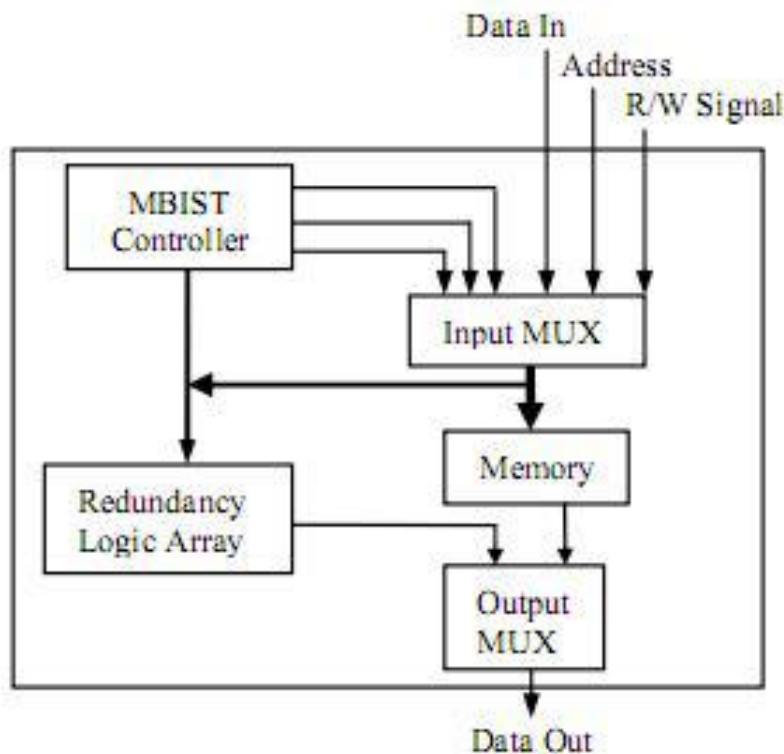 Data In
Address
R/W Signal
MBIST
Controller
Input MUX
Memory
Redundancy
Logic Array
Output
MUX
Data Out